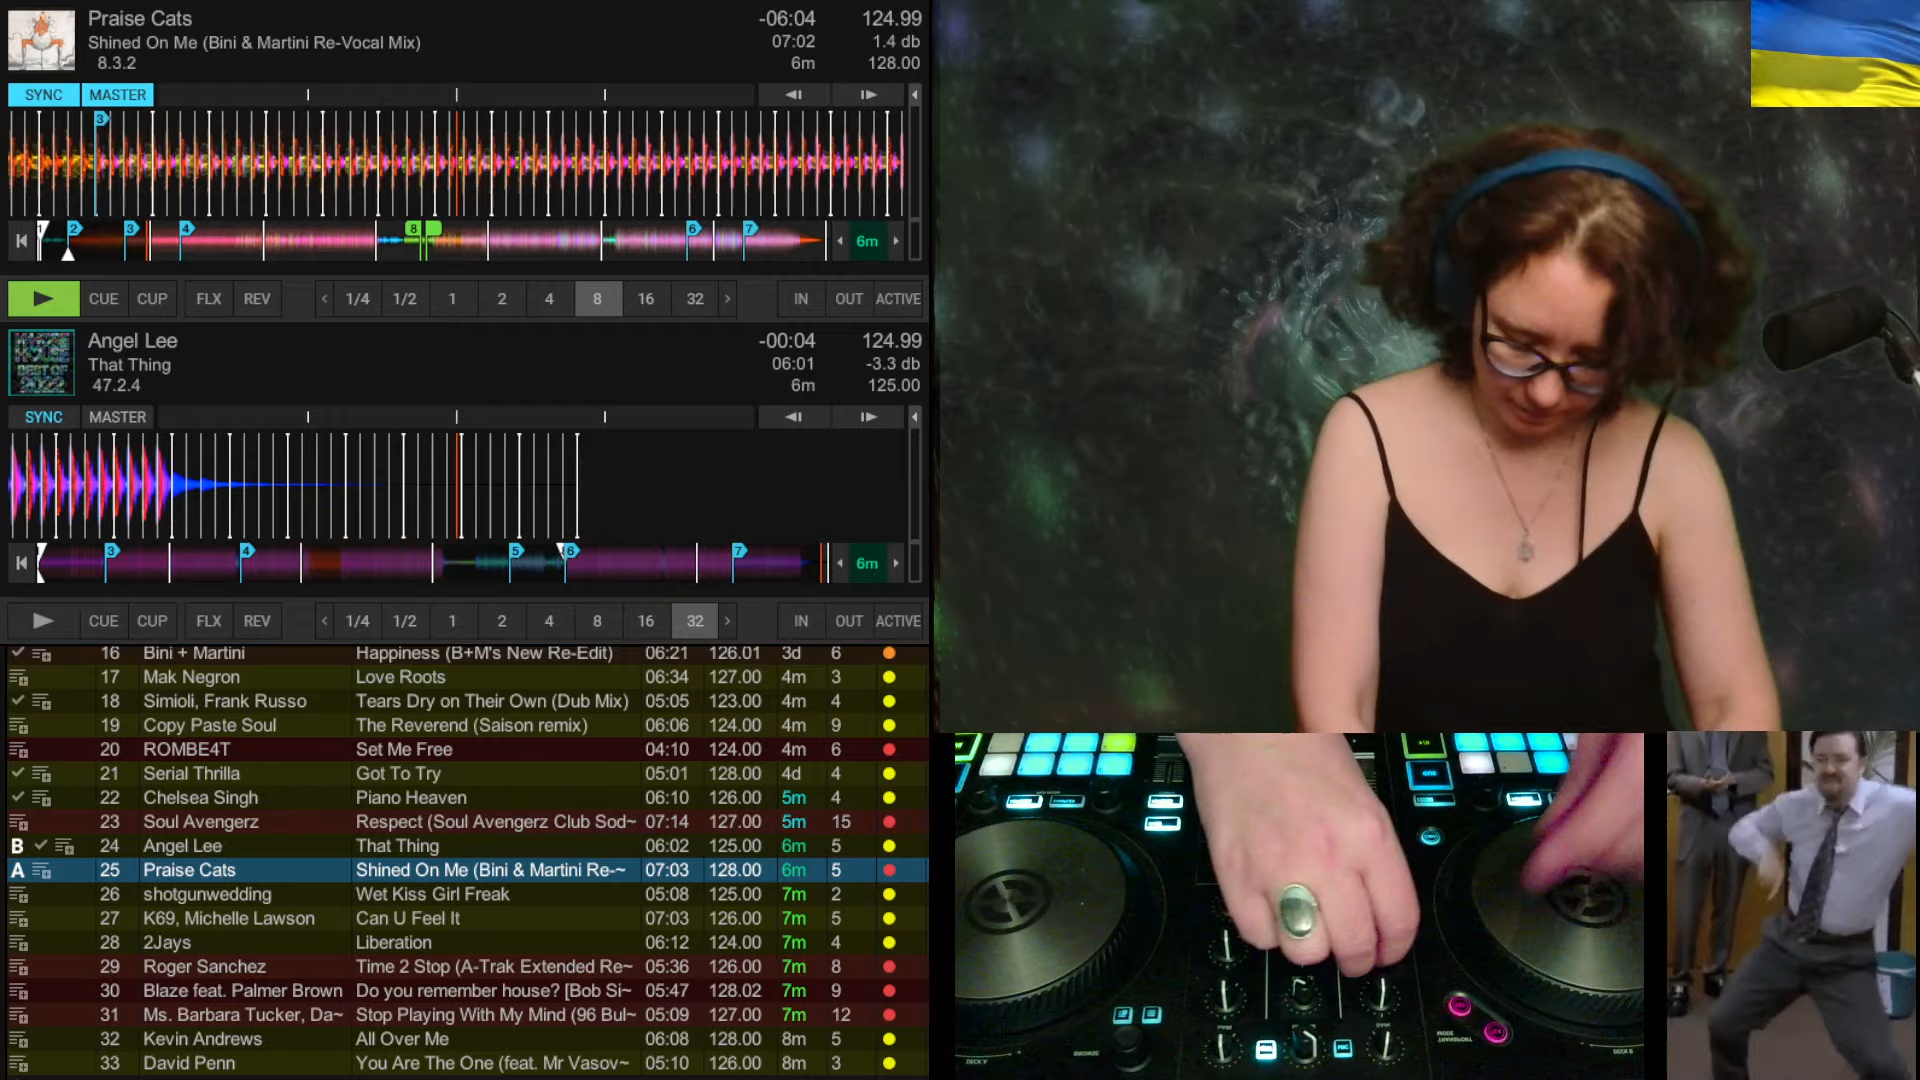 Praise Cats -06:04 124.99
Shined On Me (Bini & Martini Re-Vocal Mix) 07:02 1.4 db
8.3.2 6m 128.00
SYNC MASTER
3
1 2 3 4 8 6 7 6m
CUE CUP FLX REV 1/4 1/2 1 2 4 8 16 32 IN OUT ACTIVE
Angel Lee -00:04 124.99
That Thing 06:01 -3.3 db
47.2.4 6m 125.00
HOUSE
BEST OF
2022
SYNC MASTER
3 4 5 6 7 6m
CUE CUP FLX REV 1/4 1/2 1 2 4 8 16 32 IN OUT ACTIVE
16 Bini + Martini Happiness (B+M's New Re-Edit) 06:21 126.01 3d 6
17 Mak Negron Love Roots 06:34 127.00 4m 3
18 Simioli, Frank Russo Tears Dry on Their Own (Dub Mix) 05:05 123.00 4m 4
19 Copy Paste Soul The Reverend (Saison remix) 06:06 124.00 4m 9
20 ROMBE4T Set Me Free 04:10 124.00 4m 6
21 Serial Thrilla Got To Try 05:01 128.00 4d 4
22 Chelsea Singh Piano Heaven 06:10 126.00 5m 4
23 Soul Avengerz Respect (Soul Avengerz Club Sod~ 07:14 127.00 5m 15
B 24 Angel Lee That Thing 06:02 125.00 6m 5
A 25 Praise Cats Shined On Me (Bini & Martini Re-~ 07:03 128.00 6m 5
26 shotgunwedding Wet Kiss Girl Freak 05:08 125.00 7m 2
27 K69, Michelle Lawson Can U Feel It 07:03 126.00 7m 5
28 2Jays Liberation 06:12 124.00 7m 4
29 Roger Sanchez Time 2 Stop (A-Trak Extended Re~ 05:36 126.00 7m 8
30 Blaze feat. Palmer Brown Do you remember house? [Bob Si~ 05:47 128.02 7m 9
31 Ms. Barbara Tucker, Da~ Stop Playing With My Mind (96 Bul~ 05:09 127.00 7m 12
32 Kevin Andrews All Over Me 06:08 128.00 8m 5
33 David Penn You Are The One (feat. Mr Vasov~ 05:10 126.00 8m 3